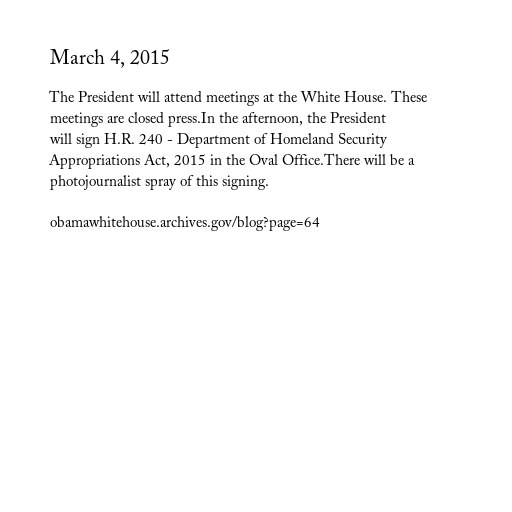 March 4, 2015
The President will attend meetings at the White House. These
meetings are closed press.In the afternoon, the President
will sign H.R. 240 - Department of Homeland Security
Appropriations Act, 2015 in the Oval Office.There will be a
photojournalist spray of this signing.
obamawhitehouse.archives.gov/blog?page=64